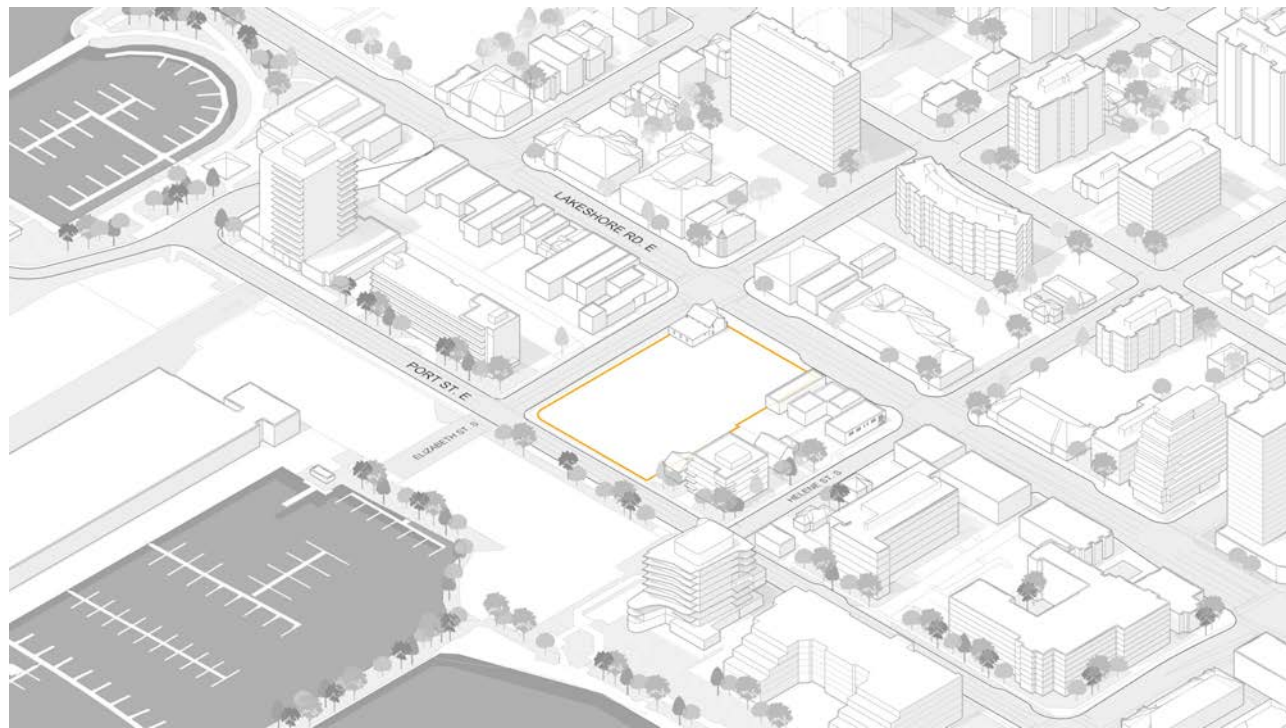 LAKESHORE RD. E
PORT ST. E
ELIZABETH ST. S
HELENE ST. S